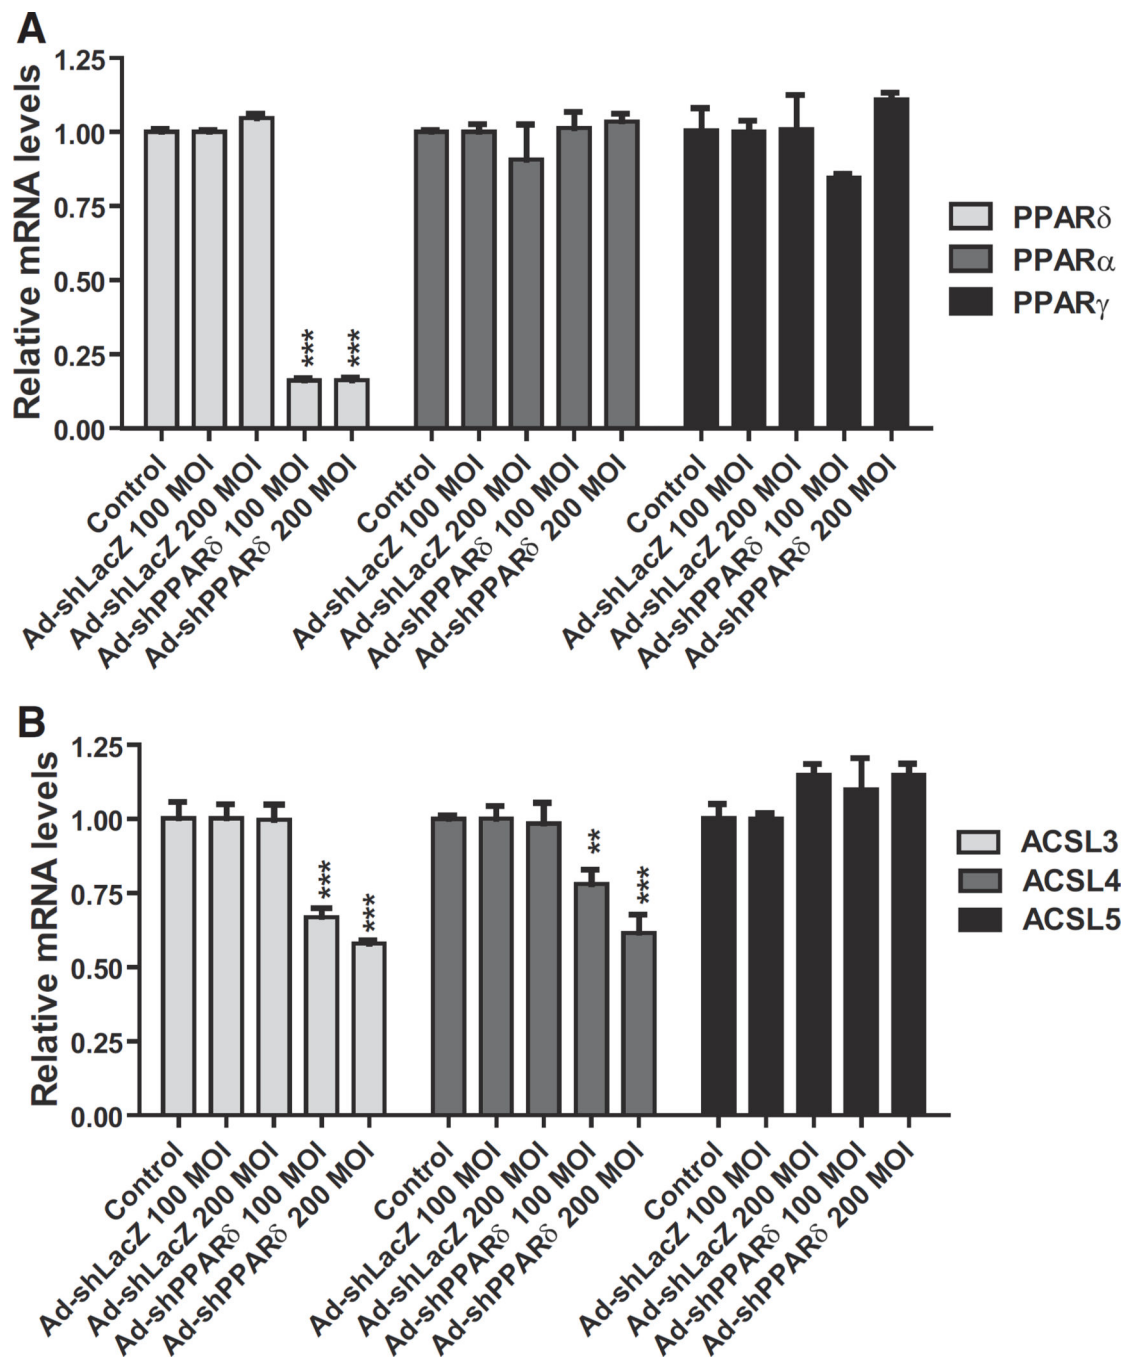 A
Relative mRNA levels
1.25
1.00
0.75
0.50
0.25
0.00
***
***
Control
Ad-shLacZ 100 MOI
Ad-shLacZ 200 MOI
Ad-shPPARδ 100 MOI
Ad-shPPARδ 200 MOI
Control
Ad-shLacZ 100 MOI
Ad-shLacZ 200 MOI
Ad-shPPARδ 100 MOI
Ad-shPPARδ 200 MOI
Control
Ad-shLacZ 100 MOI
Ad-shLacZ 200 MOI
Ad-shPPARδ 100 MOI
Ad-shPPARδ 200 MOI
PPARδ
PPARα
PPARγ
B
Relative mRNA levels
1.25
1.00
0.75
0.50
0.25
0.00
***
***
**
***
Control
Ad-shLacZ 100 MOI
Ad-shLacZ 200 MOI
Ad-shPPARδ 100 MOI
Ad-shPPARδ 200 MOI
Control
Ad-shLacZ 100 MOI
Ad-shLacZ 200 MOI
Ad-shPPARδ 100 MOI
Ad-shPPARδ 200 MOI
Control
Ad-shLacZ 100 MOI
Ad-shLacZ 200 MOI
Ad-shPPARδ 100 MOI
Ad-shPPARδ 200 MOI
ACSL3
ACSL4
ACSL5